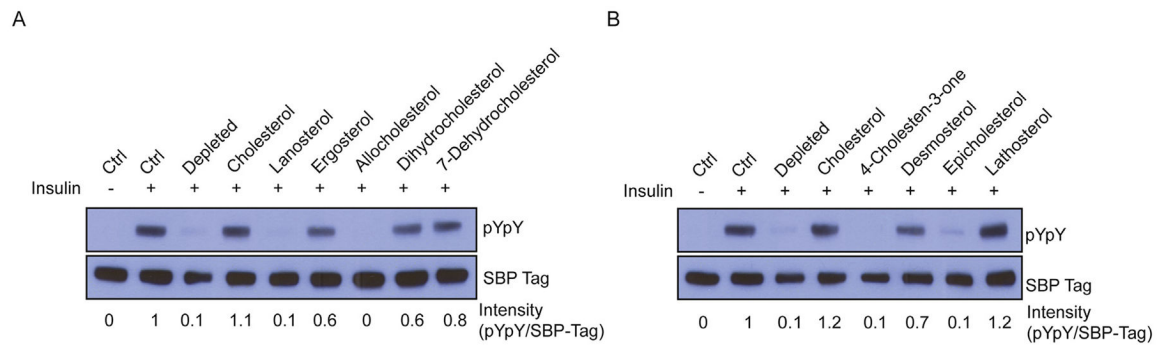 A
Ctrl
Ctrl
Depleted
Cholesterol
Lanosterol
Ergosterol
Allocholesterol
Dihydrocholesterol
7-Dehydrocholesterol
Insulin - + + + + + + + +
pYpY
SBP Tag
0 1 0.1 1.1 0.1 0.6 0 0.6 0.8
Intensity
(pYpY/SBP-Tag)
B
Ctrl
Ctrl
Depleted
Cholesterol
4-Cholesten-3-one
Desmosterol
Epicholesterol
Lathosterol
Insulin - + + + + + + +
pYpY
SBP Tag
0 1 0.1 1.2 0.1 0.7 0.1 1.2
Intensity
(pYpY/SBP-Tag)